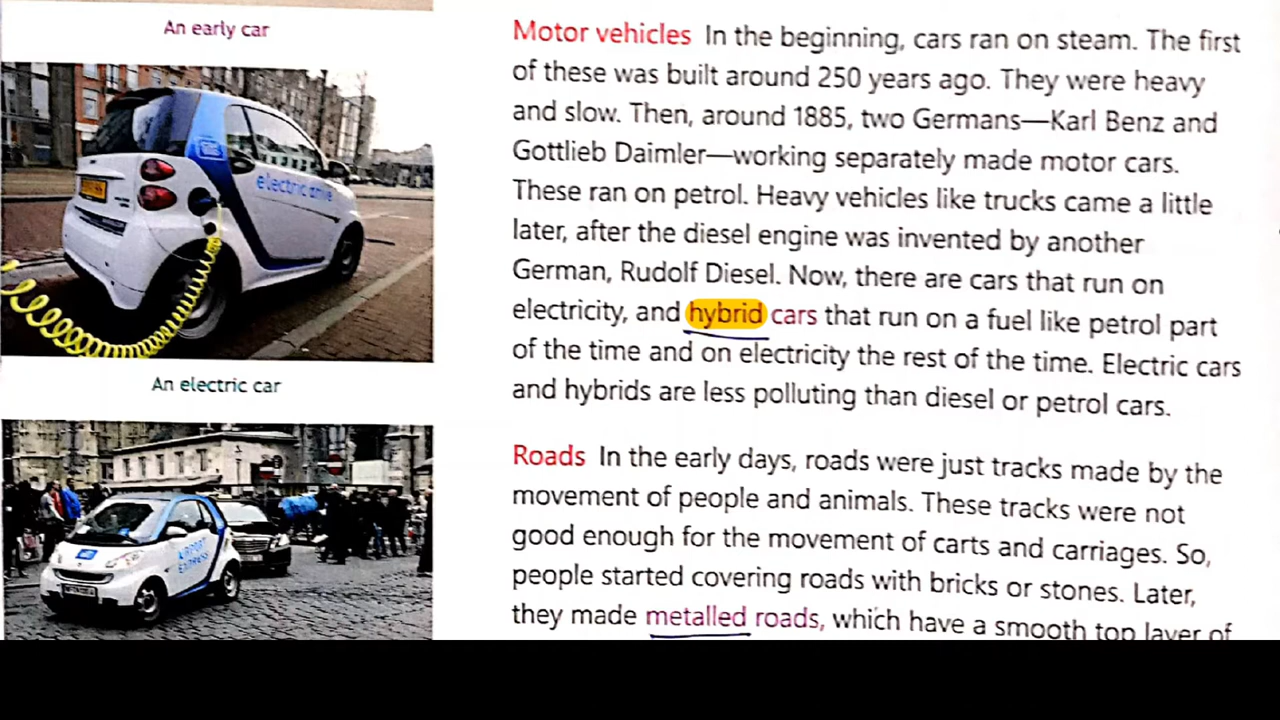 An early car
electric drive
An electric car
AIRPORT
EXPRESS
Motor vehicles In the beginning, cars ran on steam. The first
of these was built around 250 years ago. They were heavy
and slow. Then, around 1885, two Germans—Karl Benz and
Gottlieb Daimler—working separately made motor cars.
These ran on petrol. Heavy vehicles like trucks came a little
later, after the diesel engine was invented by another
German, Rudolf Diesel. Now, there are cars that run on
electricity, and hybrid cars that run on a fuel like petrol part
of the time and on electricity the rest of the time. Electric cars
and hybrids are less polluting than diesel or petrol cars.
Roads In the early days, roads were just tracks made by the
movement of people and animals. These tracks were not
good enough for the movement of carts and carriages. So,
people started covering roads with bricks or stones. Later,
they made metalled roads, which have a smooth top layer of